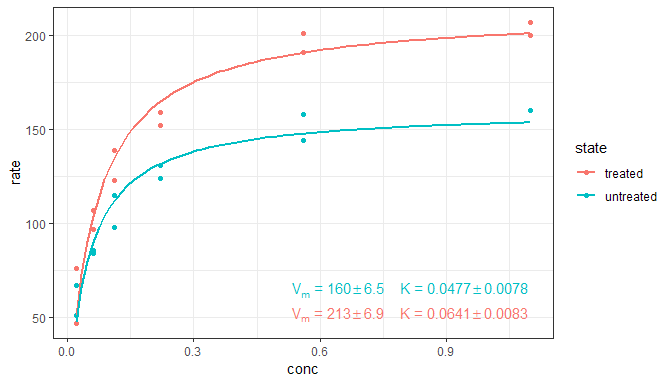 200
150
100
50
rate
0.0
0.3
0.6
0.9
conc
Vm = 160±6.5 K = 0.0477±0.0078
Vm = 213±6.9 K = 0.0641±0.0083
state
treated
untreated